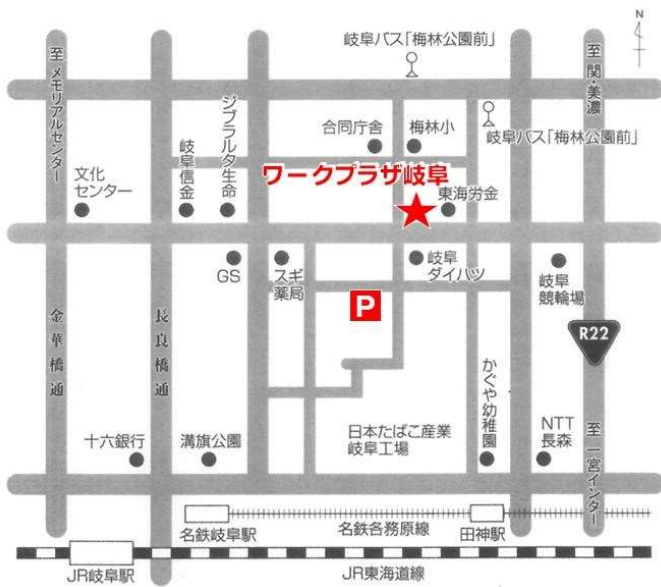 N
岐阜バス「梅林公園前」
至 メモリアルセンター
至 関・美濃
ジブラルタ生命
岐阜信金
合同庁舎
梅林小
岐阜バス「梅林公園前」
文化
センター
ワークプラザ岐阜
東海労金
GS
スギ
薬局
岐阜
ダイハツ
岐阜
競輪場
P
R22
金華橋通
長良橋通
かぐや幼稚園
十六銀行
溝旗公園
日本たばこ産業
岐阜工場
NTT
長森
至 一宮インター
名鉄岐阜駅
名鉄各務原線
田神駅
JR岐阜駅
JR東海道線